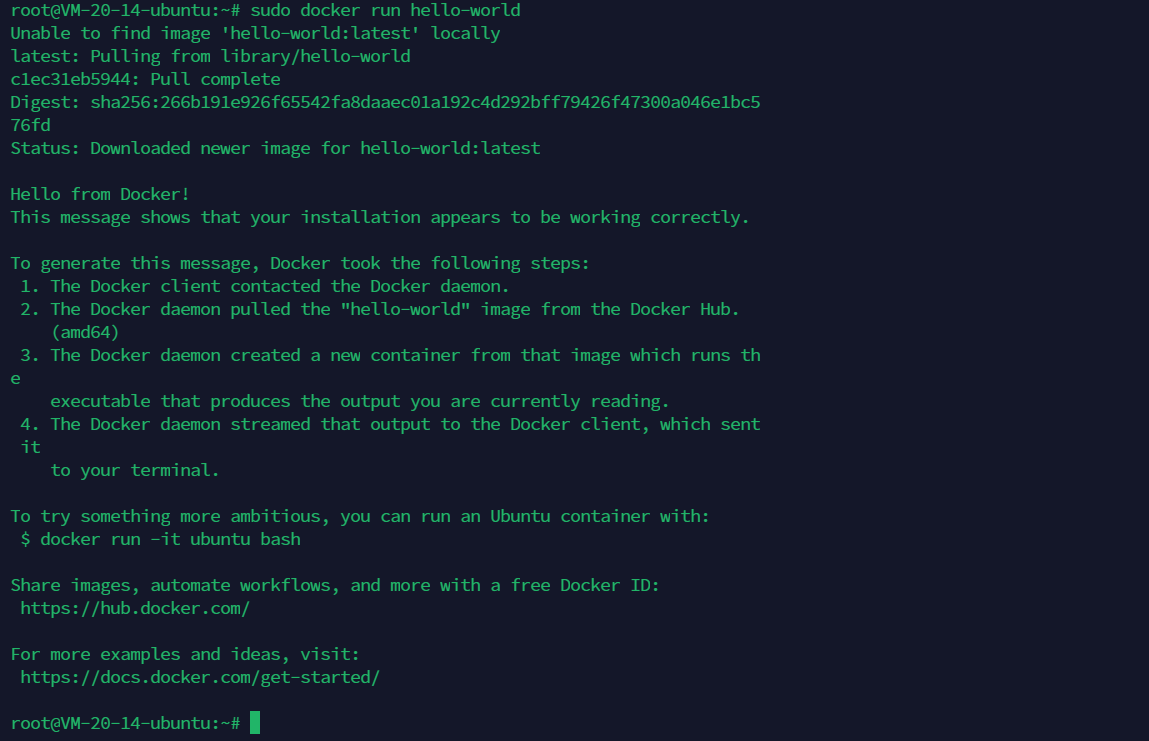 root@VM-20-14-ubuntu:~# sudo docker run hello-world
Unable to find image 'hello-world:latest' locally
latest: Pulling from library/hello-world
c1ec31eb5944: Pull complete
Digest: sha256:266b191e926f65542fa8daaec01a192c4d292bff79426f47300a046e1bc5
76fd
Status: Downloaded newer image for hello-world:latest

Hello from Docker!
This message shows that your installation appears to be working correctly.

To generate this message, Docker took the following steps:
 1. The Docker client contacted the Docker daemon.
 2. The Docker daemon pulled the "hello-world" image from the Docker Hub.
    (amd64)
 3. The Docker daemon created a new container from that image which runs th
e
    executable that produces the output you are currently reading.
 4. The Docker daemon streamed that output to the Docker client, which sent
 it
    to your terminal.

To try something more ambitious, you can run an Ubuntu container with:
 $ docker run -it ubuntu bash

Share images, automate workflows, and more with a free Docker ID:
 https://hub.docker.com/

For more examples and ideas, visit:
 https://docs.docker.com/get-started/

root@VM-20-14-ubuntu:~#